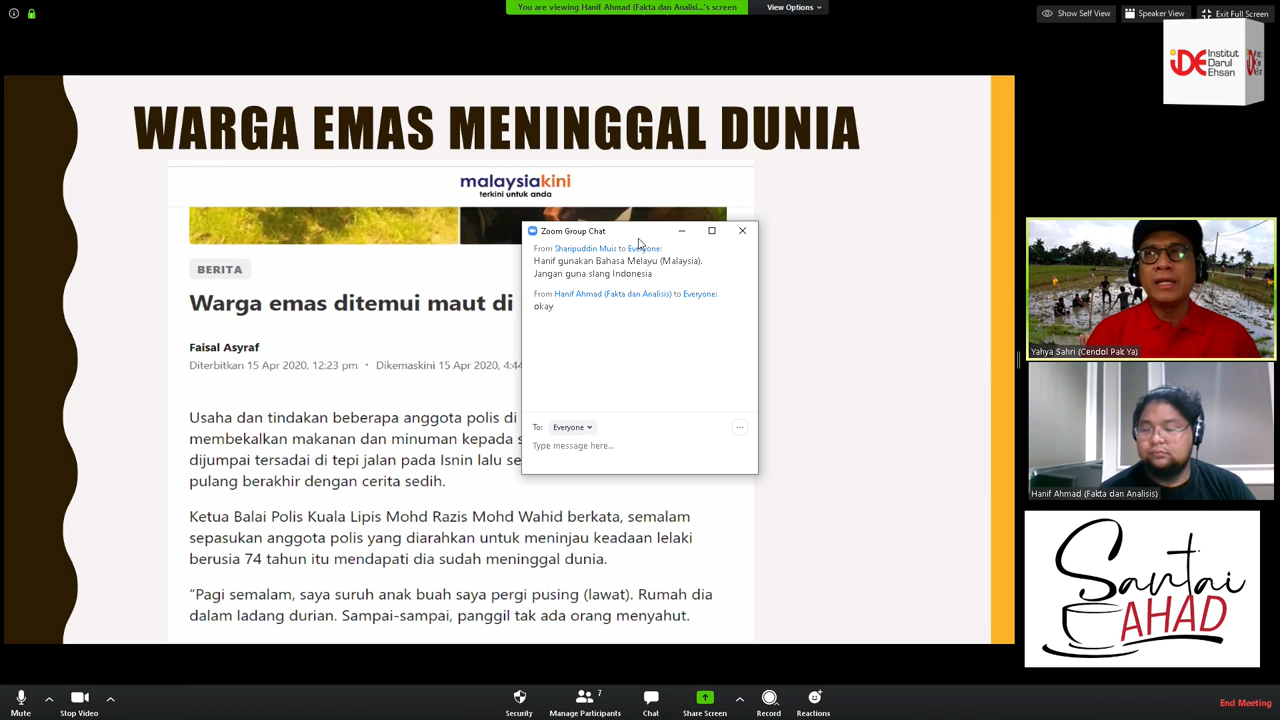 You are viewing Hanif Ahmad (Fakta dan Analisi...'s screen
View Options
Show Self View
Speaker View
Exit Full Screen
iDE
Institut
Darul
Ehsan
WARGA EMAS MENINGGAL DUNIA
malaysiakini
terkini untuk anda
BERITA
Warga emas ditemui maut di
Faisal Asyraf
Diterbitkan 15 Apr 2020, 12:23 pm · Dikemaskini 15 Apr 2020, 4:44
Usaha dan tindakan beberapa anggota polis di
membekalkan makanan dan minuman kepada s
dijumpai tersadai di tepi jalan pada Isnin lalu se
pulang berakhir dengan cerita sedih.
Ketua Balai Polis Kuala Lipis Mohd Razis Mohd Wahid berkata, semalam
sepasukan anggota polis yang diarahkan untuk meninjau keadaan lelaki
berusia 74 tahun itu mendapati dia sudah meninggal dunia.
"Pagi semalam, saya suruh anak buah saya pergi pusing (lawat). Rumah dia
dalam ladang durian. Sampai-sampai, panggil tak ada orang menyahut.
Zoom Group Chat
From Sharipuddin Muis to Everyone:
Hanif gunakan Bahasa Melayu (Malaysia).
Jangan guna slang Indonesia
From Hanif Ahmad (Fakta dan Analisis) to Everyone:
okay
To: Everyone
Type message here...
Yahya Sahri (Cendol Pak Ya)
Hanif Ahmad (Fakta dan Analisis)
Santai
AHAD
Mute
Stop Video
Security
7
Manage Participants
Chat
Share Screen
Record
Reactions
End Meeting